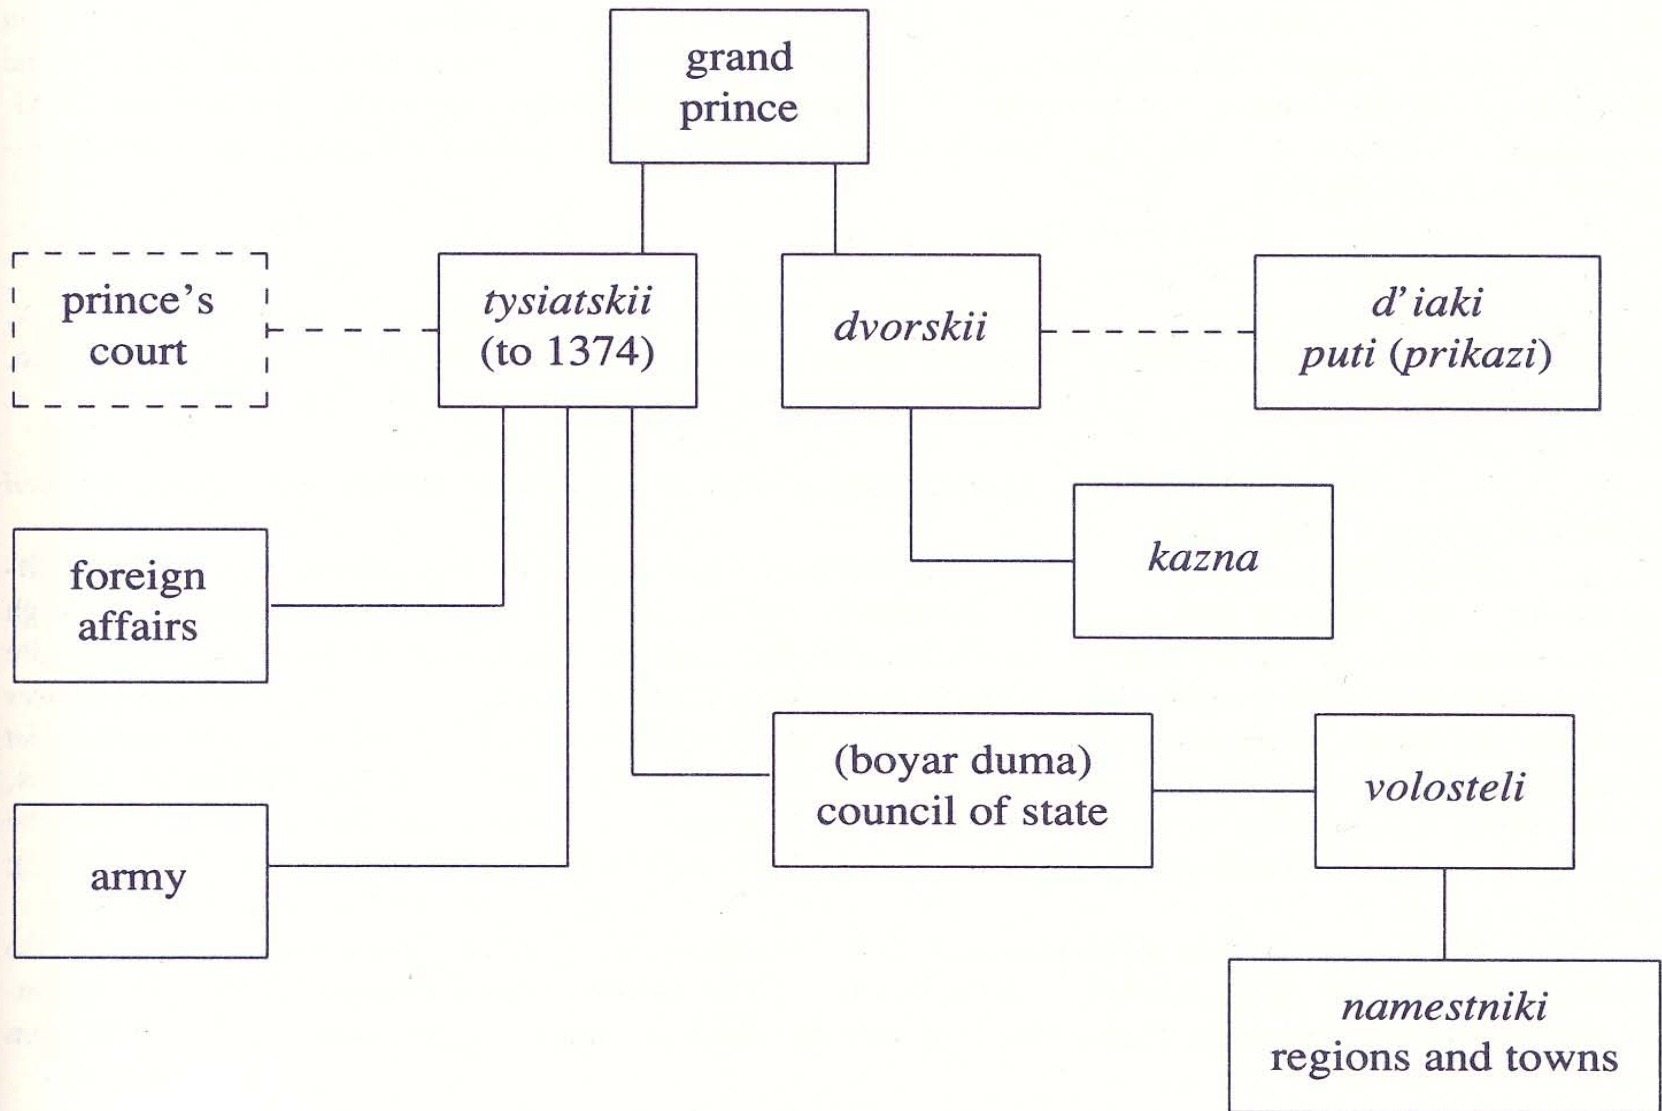 grand
prince
prince's
court
tysiatskii
(to 1374)
dvorskii
d'iaki
puti (prikazi)
foreign
affairs
kazna
(boyar duma)
council of state
volosteli
army
namestniki
regions and towns